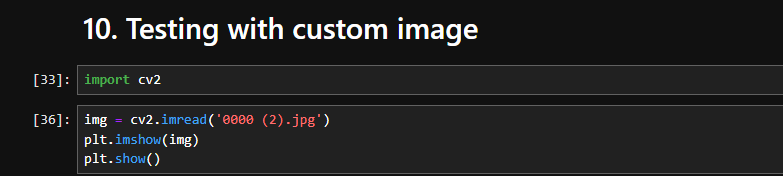 10. Testing with custom image
[33]: import cv2
[36]: img = cv2.imread('0000 (2).jpg')
plt.imshow(img)
plt.show()